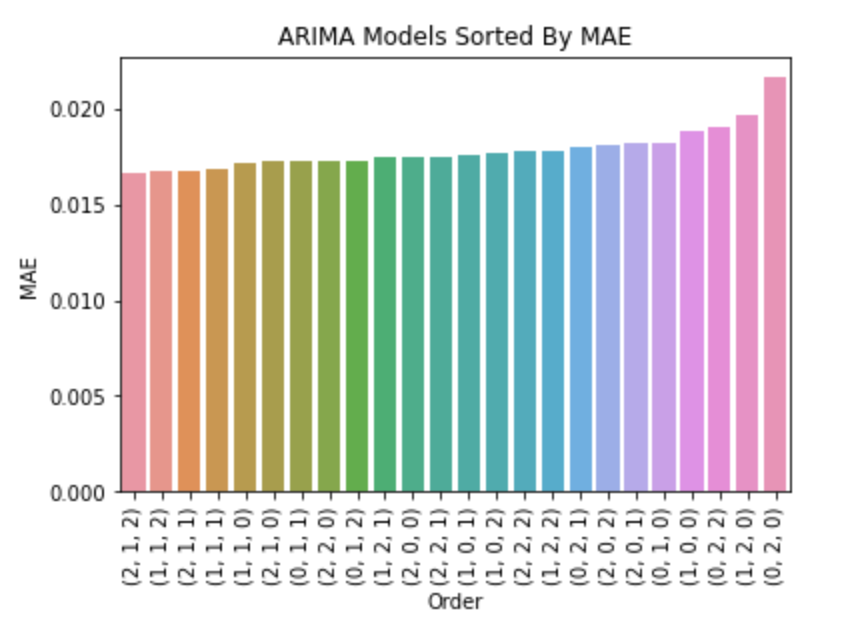 ARIMA Models Sorted By MAE
MAE
0.020
0.015
0.010
0.005
0.000
(2, 1, 2)
(1, 1, 2)
(2, 1, 1)
(1, 1, 1)
(1, 1, 0)
(2, 1, 0)
(0, 1, 1)
(2, 2, 0)
(0, 1, 2)
(1, 2, 1)
(2, 0, 0)
(2, 2, 1)
(1, 0, 1)
(1, 0, 2)
(2, 2, 2)
(1, 2, 2)
(0, 2, 1)
(2, 0, 2)
(2, 0, 1)
(0, 1, 0)
(1, 0, 0)
(0, 2, 2)
(1, 2, 0)
(0, 2, 0)
Order